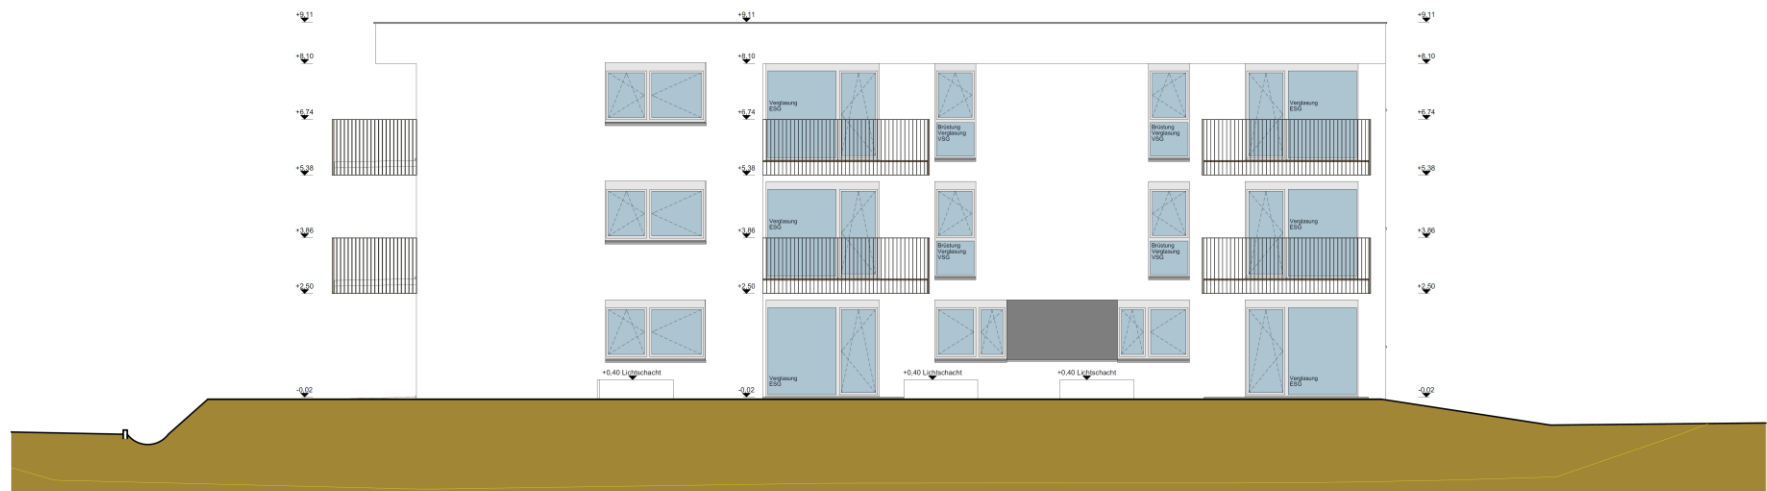 +9,11
+9,11
+9,11
+8,10
+8,10
+8,10
Verglasung
ESG
Verglasung
ESG
+6,74
+6,74
+6,74
Brüstung
Verglasung
VSG
Brüstung
Verglasung
VSG
+5,38
+5,38
+5,38
Verglasung
ESG
Verglasung
ESG
+3,86
+3,86
+3,86
Brüstung
Verglasung
VSG
Brüstung
Verglasung
VSG
+2,50
+2,50
+2,50
+0,40 Lichtschacht
+0,40 Lichtschacht
+0,40 Lichtschacht
Verglasung
ESG
Verglasung
ESG
-0,02
-0,02
-0,02